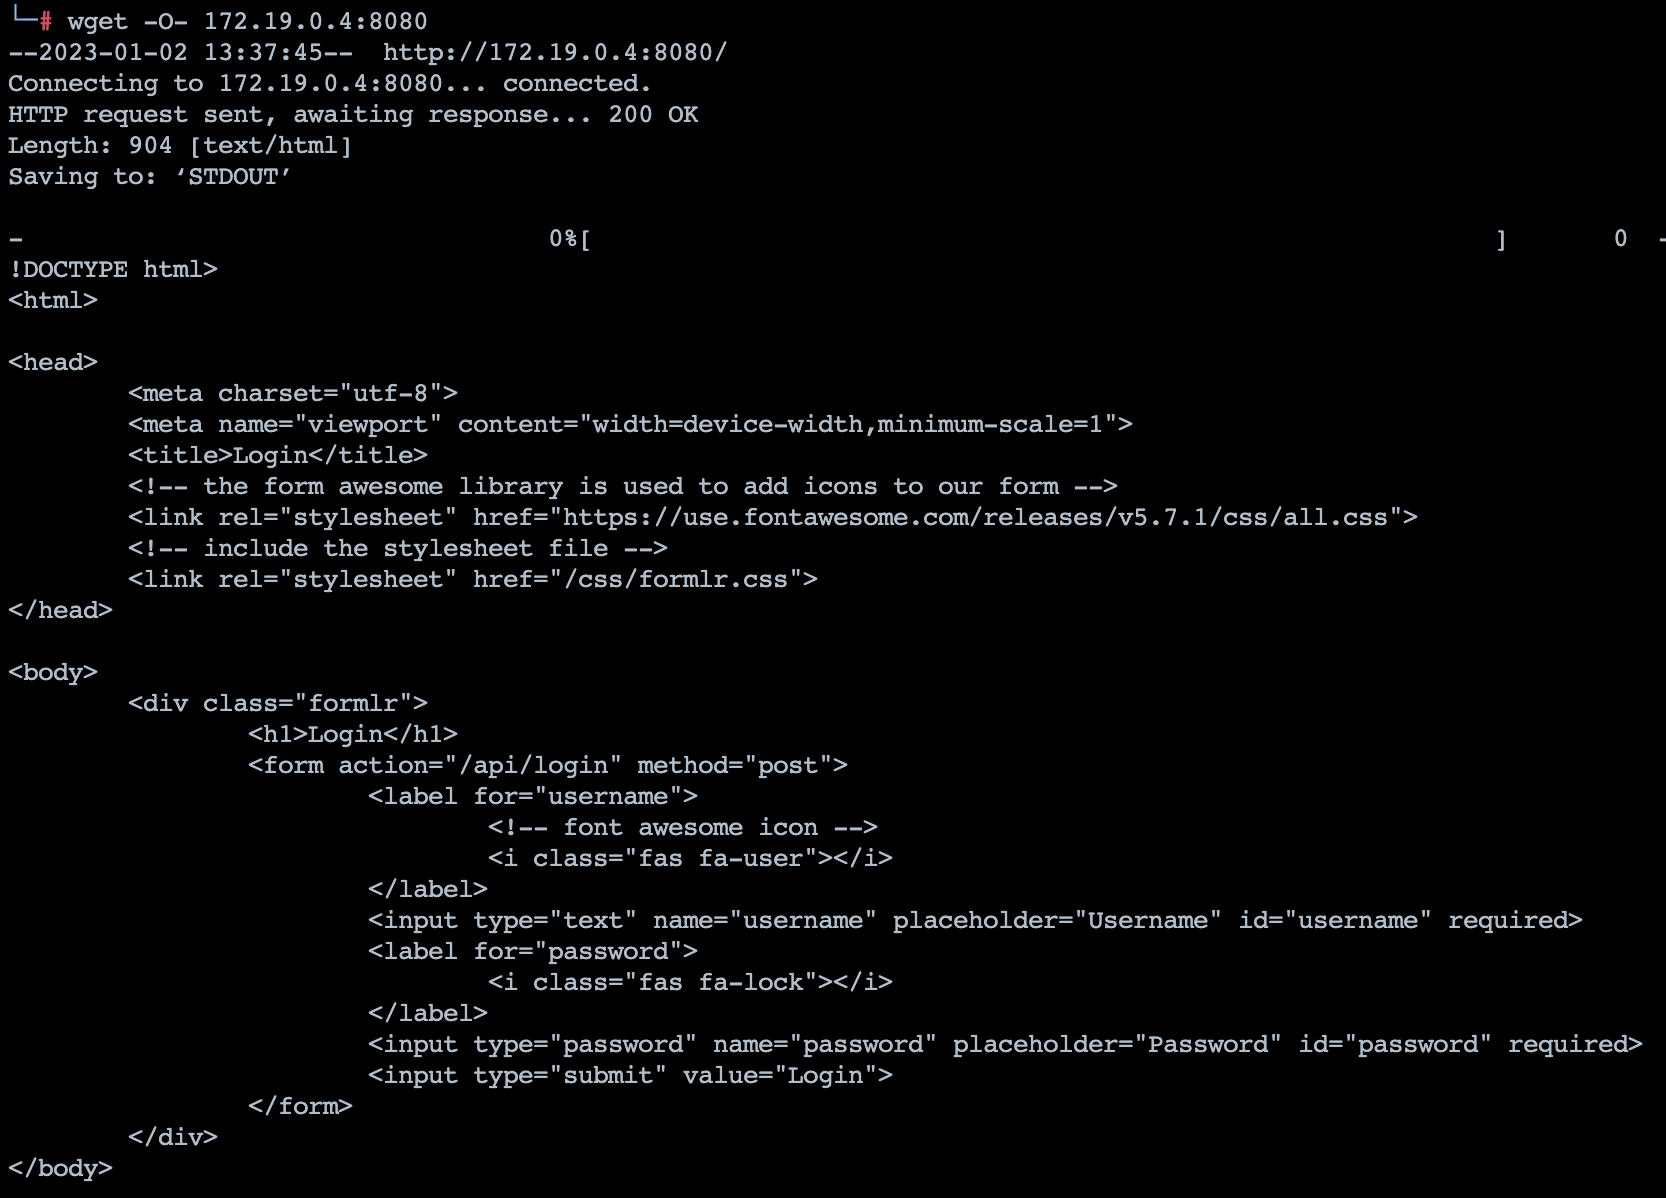 └─# wget -O- 172.19.0.4:8080
--2023-01-02 13:37:45--  http://172.19.0.4:8080/
Connecting to 172.19.0.4:8080... connected.
HTTP request sent, awaiting response... 200 OK
Length: 904 [text/html]
Saving to: ‘STDOUT’

-                                   0%[                                                            ]       0  -
!DOCTYPE html>
<html>

<head>
        <meta charset="utf-8">
        <meta name="viewport" content="width=device-width,minimum-scale=1">
        <title>Login</title>
        <!-- the form awesome library is used to add icons to our form -->
        <link rel="stylesheet" href="https://use.fontawesome.com/releases/v5.7.1/css/all.css">
        <!-- include the stylesheet file -->
        <link rel="stylesheet" href="/css/formlr.css">
</head>

<body>
        <div class="formlr">
                <h1>Login</h1>
                <form action="/api/login" method="post">
                        <label for="username">
                                <!-- font awesome icon -->
                                <i class="fas fa-user"></i>
                        </label>
                        <input type="text" name="username" placeholder="Username" id="username" required>
                        <label for="password">
                                <i class="fas fa-lock"></i>
                        </label>
                        <input type="password" name="password" placeholder="Password" id="password" required>
                        <input type="submit" value="Login">
                </form>
        </div>
</body>